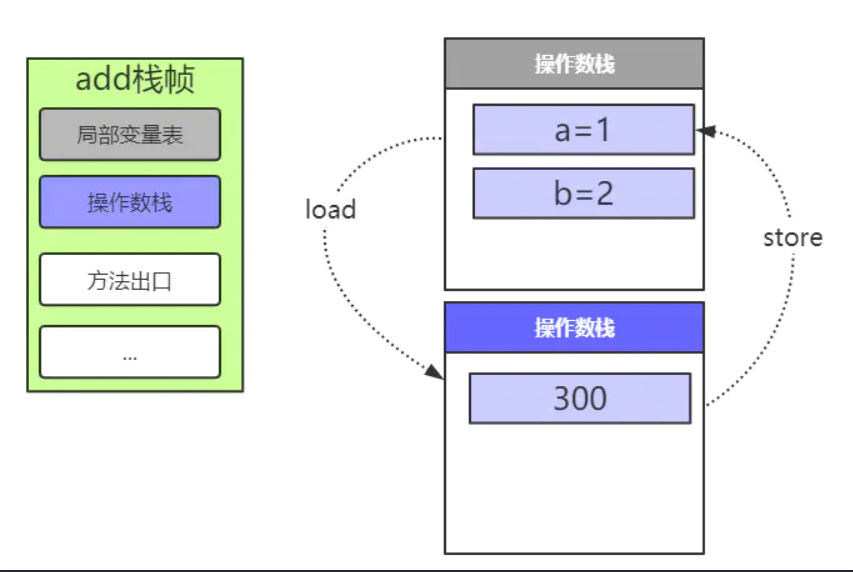 add栈帧
局部变量表
操作数栈
方法出口
...
操作数栈
a=1
b=2
load
store
操作数栈
300